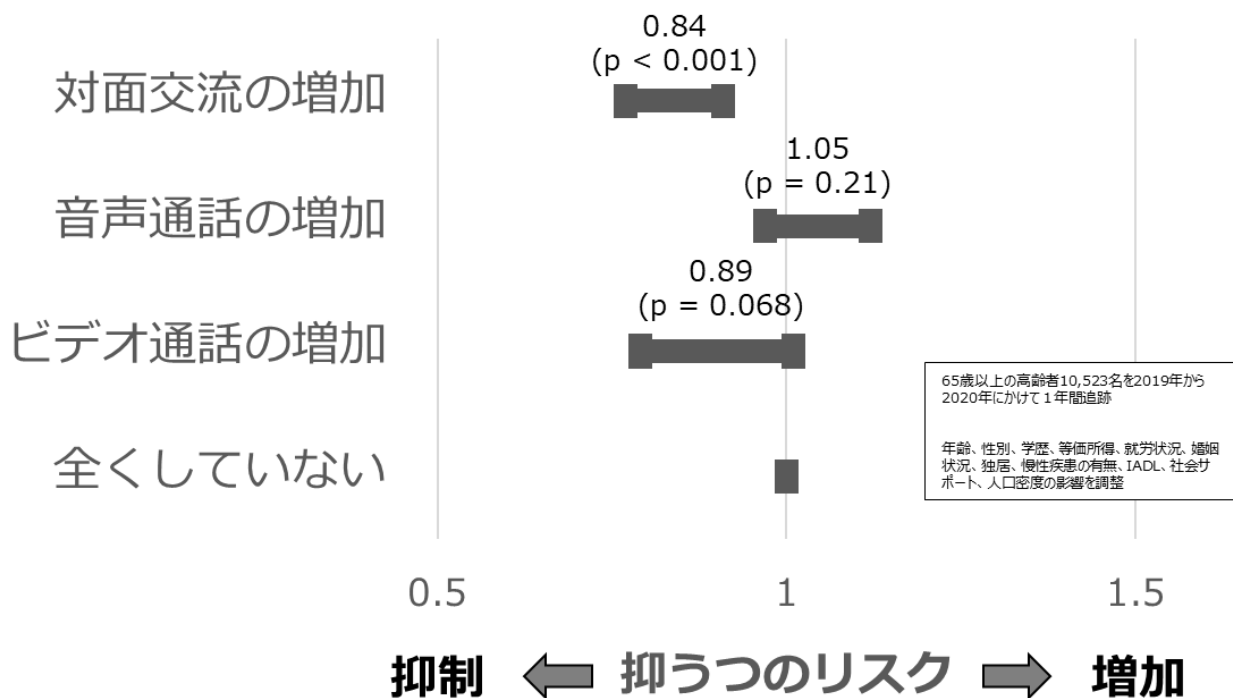 0.84
(p < 0.001)
対面交流の増加
1.05
(p = 0.21)
音声通話の増加
0.89
(p = 0.068)
ビデオ通話の増加
65歳以上の高齢者10,523名を2019年から
2020年にかけて1年間追跡
年齢、性別、学歴、等価所得、就労状況、婚姻
状況、独居、慢性疾患の有無、IADL、社会サ
ポート、人口密度の影響を調整
全くしていない
0.5 1 1.5
抑制 抑うつのリスク 増加